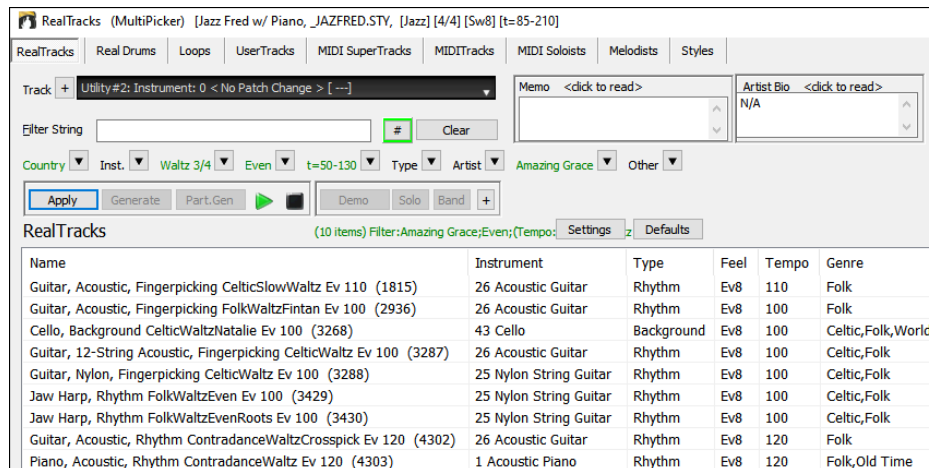 RealTracks (MultiPicker) [Jazz Fred w/ Piano, _JAZFRED.STY, [Jazz] [4/4] [Sw8] [t=85-210]
RealTracks Real Drums Loops UserTracks MIDI SuperTracks MIDITracks MIDI Soloists Melodists Styles
Track + Utility#2: Instrument: 0 < No Patch Change > [ ---] Memo <click to read> Artist Bio <click to read>
N/A
Filter String # Clear
Country Inst. Waltz 3/4 Even t=50-130 Type Artist Amazing Grace Other
Apply Generate Part.Gen Demo Solo Band +
RealTracks (10 items) Filter:Amazing Grace;Even;(Tempo: Settings z Defaults
Name Instrument Type Feel Tempo Genre
Guitar, Acoustic, Fingerpicking CelticSlowWaltz Ev 110 (1815) 26 Acoustic Guitar Rhythm Ev8 110 Folk
Guitar, Acoustic, Fingerpicking FolkWaltzFintan Ev 100 (2936) 26 Acoustic Guitar Rhythm Ev8 100 Folk
Cello, Background CelticWaltzNatalie Ev 100 (3268) 43 Cello Background Ev8 100 Celtic,Folk,World
Guitar, 12-String Acoustic, Fingerpicking CelticWaltz Ev 100 (3287) 26 Acoustic Guitar Rhythm Ev8 100 Celtic,Folk
Guitar, Nylon, Fingerpicking CelticWaltz Ev 100 (3288) 25 Nylon String Guitar Rhythm Ev8 100 Celtic,Folk
Jaw Harp, Rhythm FolkWaltzEven Ev 100 (3429) 25 Nylon String Guitar Rhythm Ev8 100 Celtic,Folk
Jaw Harp, Rhythm FolkWaltzEvenRoots Ev 100 (3430) 25 Nylon String Guitar Rhythm Ev8 100 Celtic,Folk
Guitar, Acoustic, Rhythm ContradanceWaltzCrosspick Ev 120 (4302) 26 Acoustic Guitar Rhythm Ev8 120 Folk
Piano, Acoustic, Rhythm ContradanceWaltz Ev 120 (4303) 1 Acoustic Piano Rhythm Ev8 120 Folk,Old Time